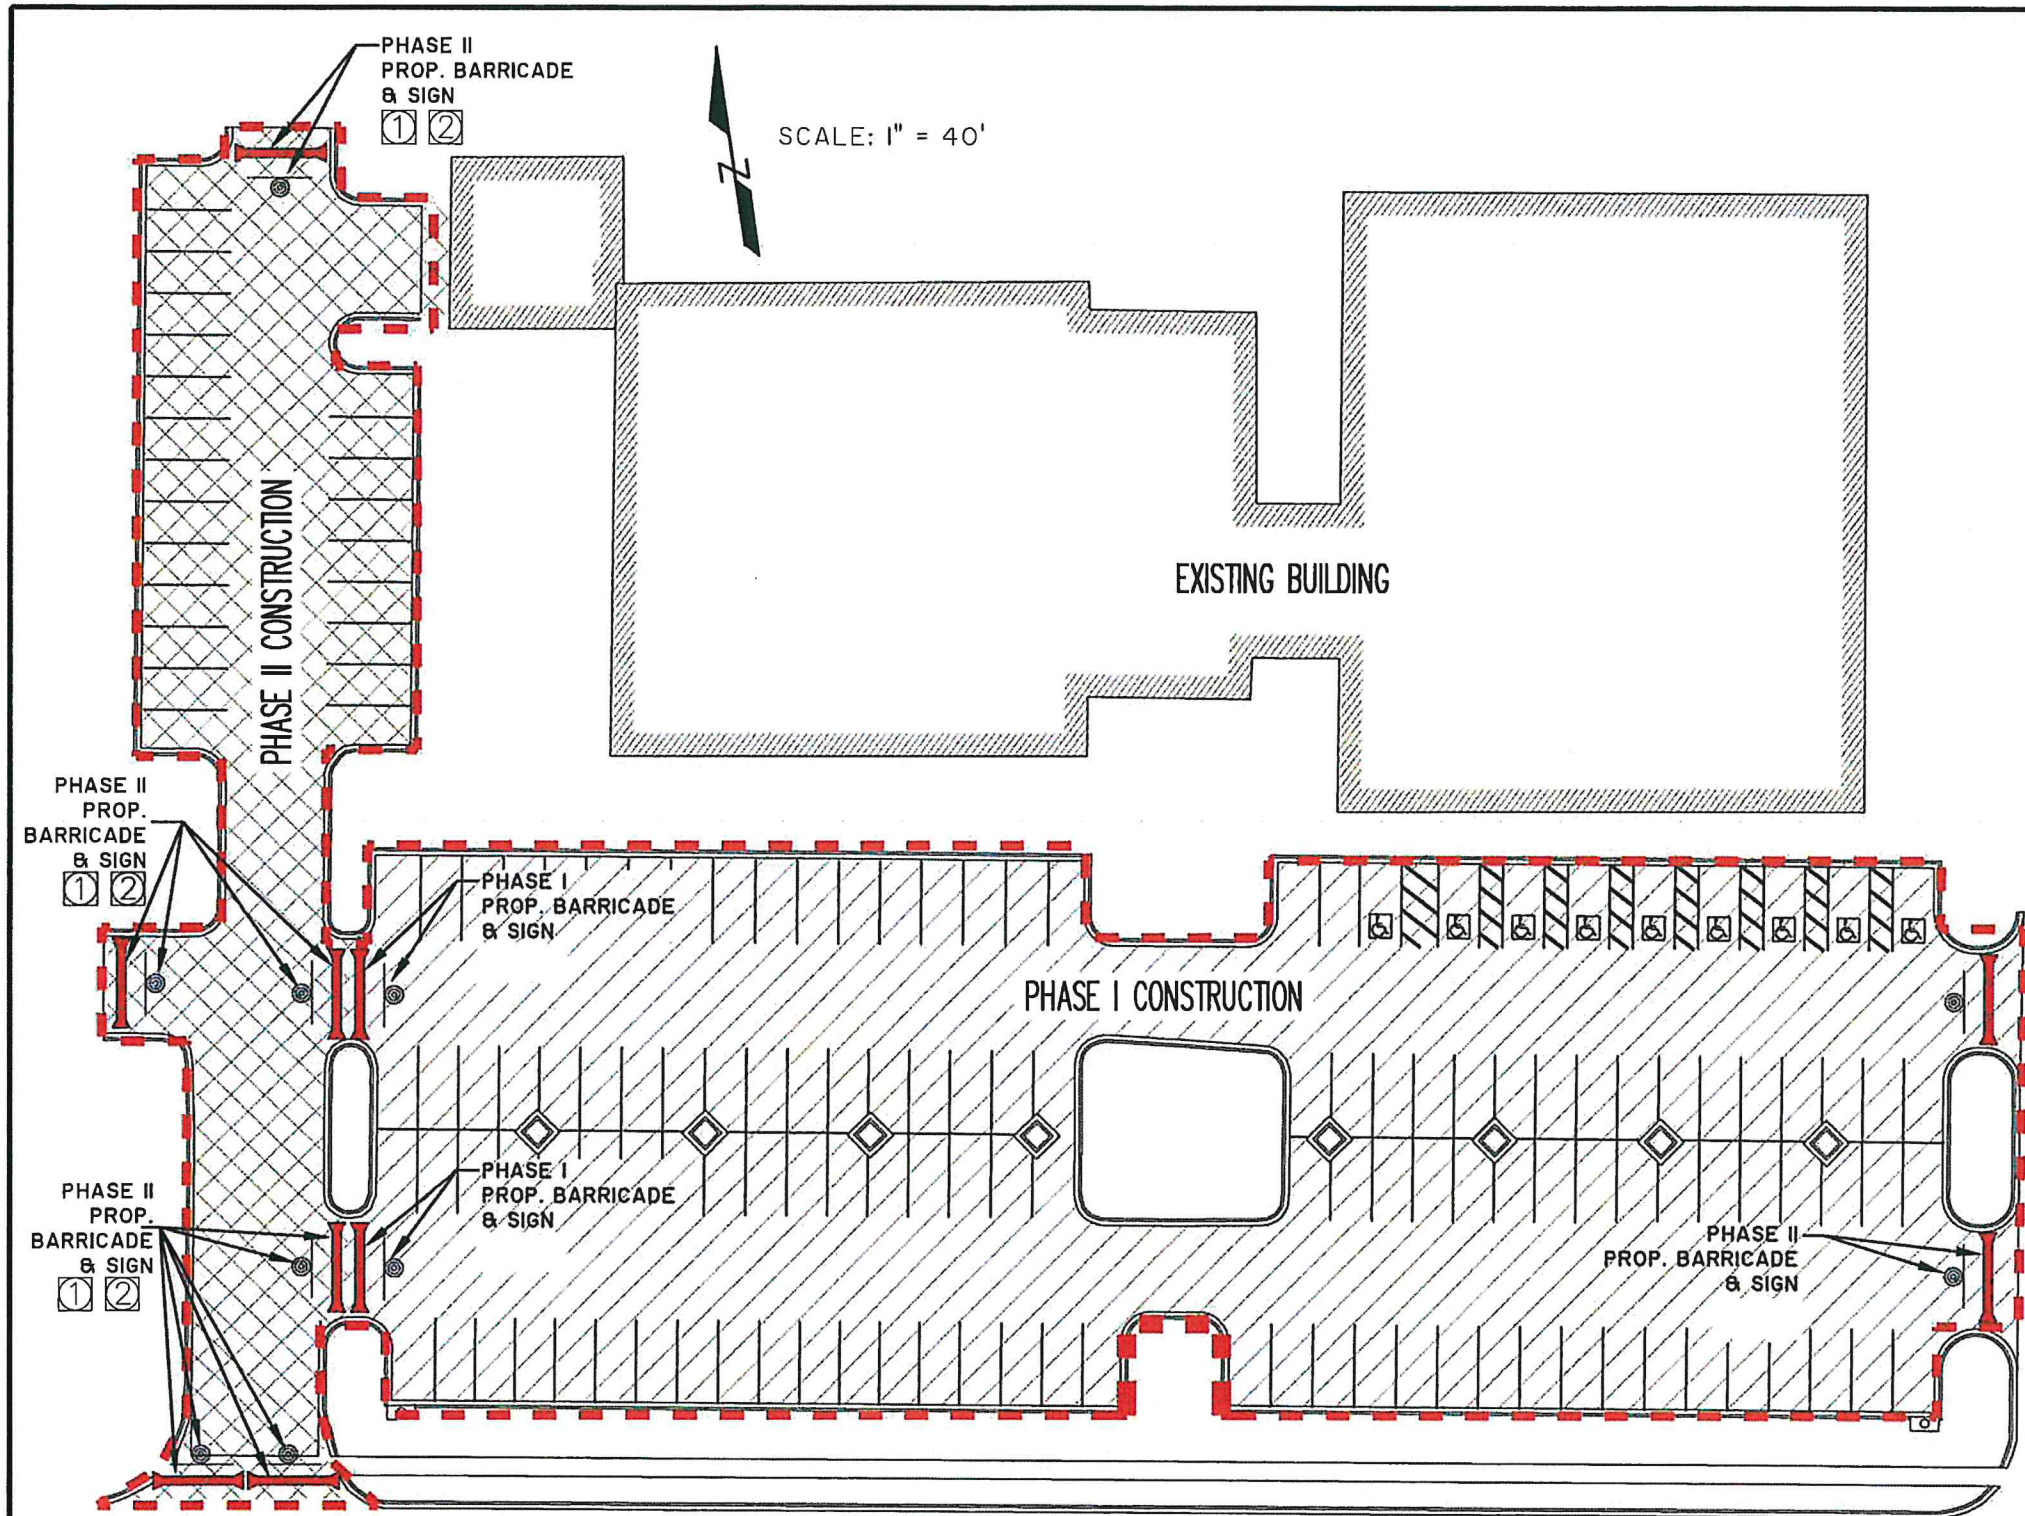 PHASE II
PROP. BARRICADE
& SIGN
1 2
SCALE: 1" = 40'
PHASE II CONSTRUCTION
EXISTING BUILDING
PHASE II
PROP.
BARRICADE
& SIGN
1 2
PHASE I
PROP. BARRICADE
& SIGN
PHASE I CONSTRUCTION
PHASE I
PROP. BARRICADE
& SIGN
PHASE II
PROP.
BARRICADE
& SIGN
1 2
PHASE II
PROP. BARRICADE
& SIGN